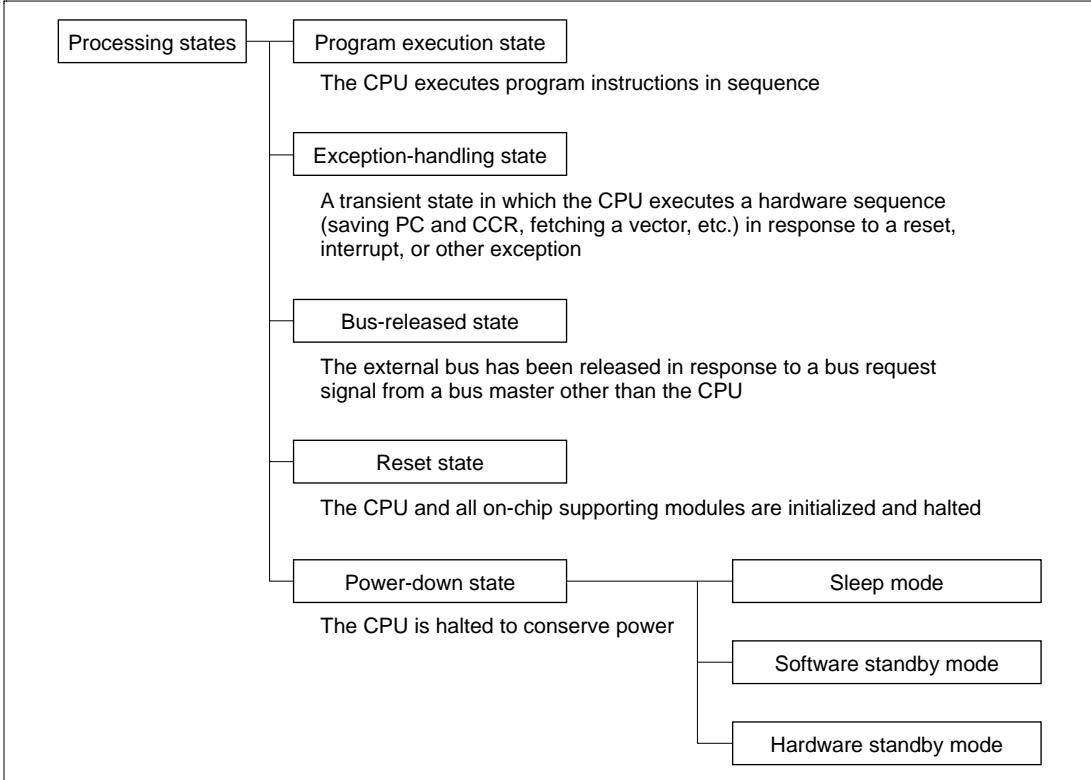 Processing states
Program execution state
The CPU executes program instructions in sequence
Exception-handling state
A transient state in which the CPU executes a hardware sequence
(saving PC and CCR, fetching a vector, etc.) in response to a reset,
interrupt, or other exception
Bus-released state
The external bus has been released in response to a bus request
signal from a bus master other than the CPU
Reset state
The CPU and all on-chip supporting modules are initialized and halted
Power-down state
The CPU is halted to conserve power
Sleep mode
Software standby mode
Hardware standby mode